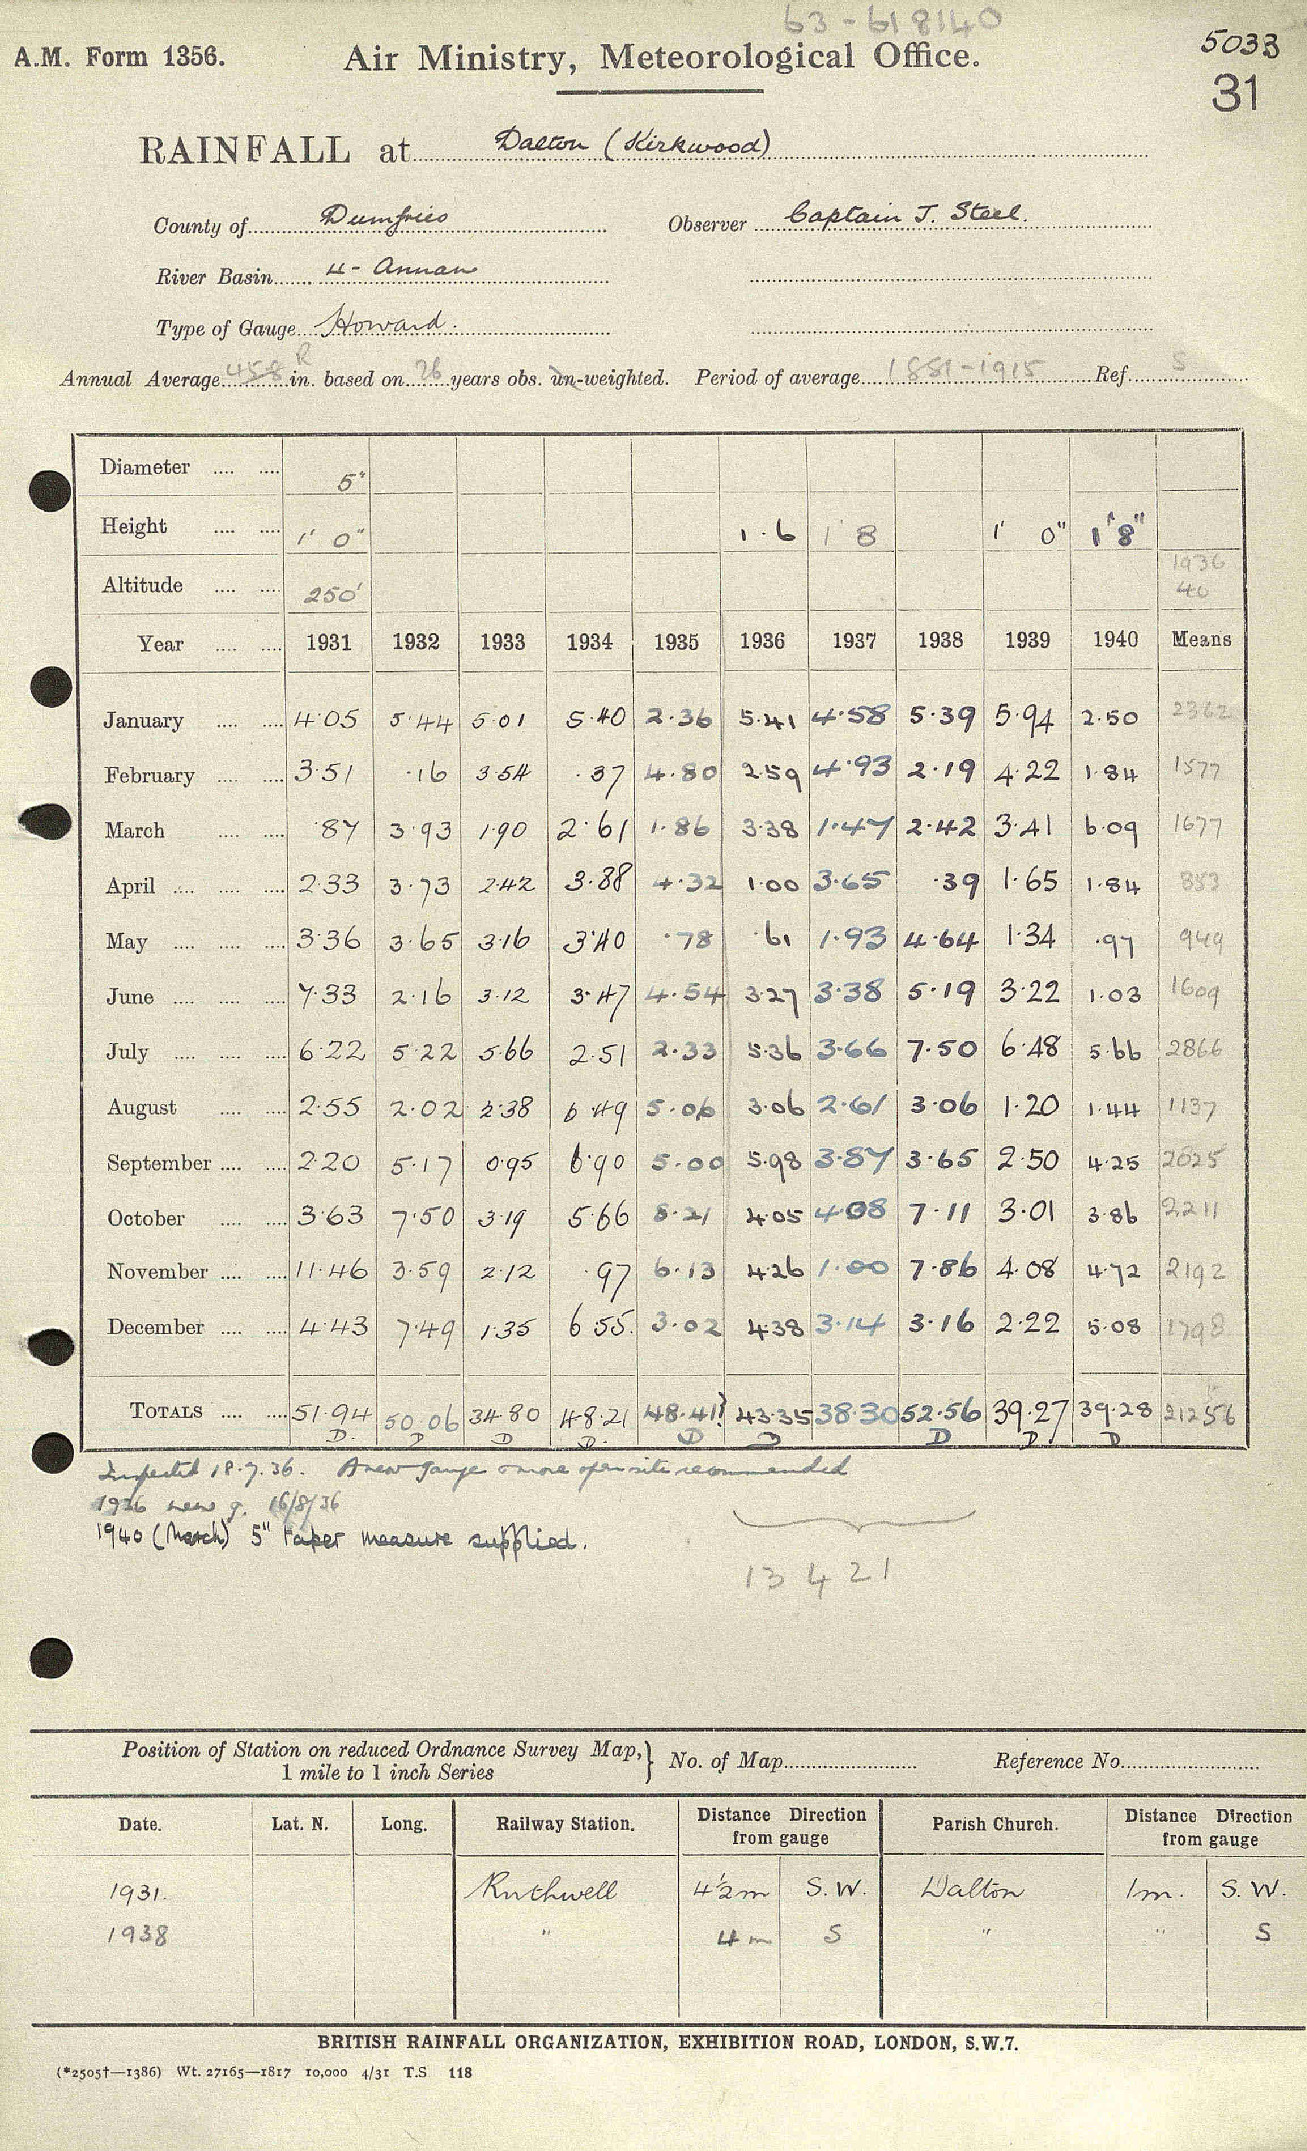 63-618140
A.M. Form 1356. Air Ministry, Meteorological Office. 5033
31
RAINFALL at Dalton (Kirkwood)
County of Dumfries Observer Captain J. Steel.
River Basin 4- Annan
Type of Gauge Howard.
Annual Average 458 R in. based on 26 years obs. un-weighted. Period of average 1881-1915 Ref. S
Diameter .... .... 5"
Height .... .... 1' 0" 1·6 1' 8 1' 0" 1' 8"
Altitude .... .... 250' 1936 40
Year .... .... 1931 1932 1933 1934 1935 1936 1937 1938 1939 1940 Means
January .... .... 4·05 5·44 5·01 5·40 2·36 5·41 4·58 5·39 5·94 2·50 2362
February .... .... 3·51 ·16 3·54 ·37 4·80 2·59 4·93 2·19 4·22 1·84 1577
March .... .... ·87 3·93 1·90 2·61 1·86 3·38 1·47 2·42 3·41 6·09 1677
April .... .... .... 2·33 3·73 2·42 3·88 4·32 1·00 3·65 ·39 1·65 1·84 853
May .... .... .... 3·36 3·65 3·16 3·40 ·78 ·61 1·93 4·64 1·34 ·97 949
June .... .... .... 7·33 2·16 3·12 3·47 4·54 3·27 3·38 5·19 3·22 1·03 1609
July .... .... .... 6·22 5·22 5·66 2·51 2·33 5·36 3·66 7·50 6·48 5·66 2866
August .... .... 2·55 2·02 2·38 6·49 5·06 3·06 2·61 3·06 1·20 1·44 1137
September .... .... 2·20 5·17 0·95 6·90 5·00 5·98 3·87 3·65 2·50 4·25 2025
October .... .... 3·63 7·50 3·19 5·66 8·21 4·05 4·08 7·11 3·01 3·86 2211
November .... .... 11·46 3·59 2·12 ·97 6·13 4·26 1·00 7·86 4·08 4·72 2192
December .... .... 4·43 7·49 1·35 6·55 3·02 4·38 3·14 3·16 2·22 5·08 1798
TOTALS .... .... 51·94 50·06 34·80 48·21 48·41? 43·35 38·30 52·56 39·27 39·28 21256
D. D D D. D D D D. D
Inspected 18.7.36. A new gauge & more open site recommended
1936 new g. 16/8/36
1940 (March) 5" taper measure supplied.
13421
Position of Station on reduced Ordnance Survey Map, } No. of Map Reference No.
1 mile to 1 inch Series
Date. Lat. N. Long. Railway Station. Distance Direction from gauge Parish Church. Distance Direction from gauge
1931. Ruthwell 4½m S.W. Dalton 1m. S.W.
1938 " 4m S " " S
BRITISH RAINFALL ORGANIZATION, EXHIBITION ROAD, LONDON, S.W.7.
(*2505†—1386) Wt. 27165—1817 10,000 4/31 T.S 118